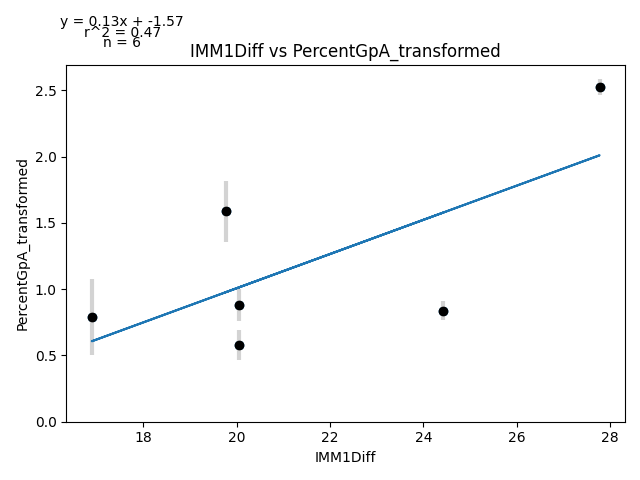 y = 0.13x + -1.57
r^2 = 0.47
n = 6
IMM1Diff vs PercentGpA_transformed
PercentGpA_transformed
2.5
2.0
1.5
1.0
0.5
0.0
18 20 22 24 26 28
IMM1Diff